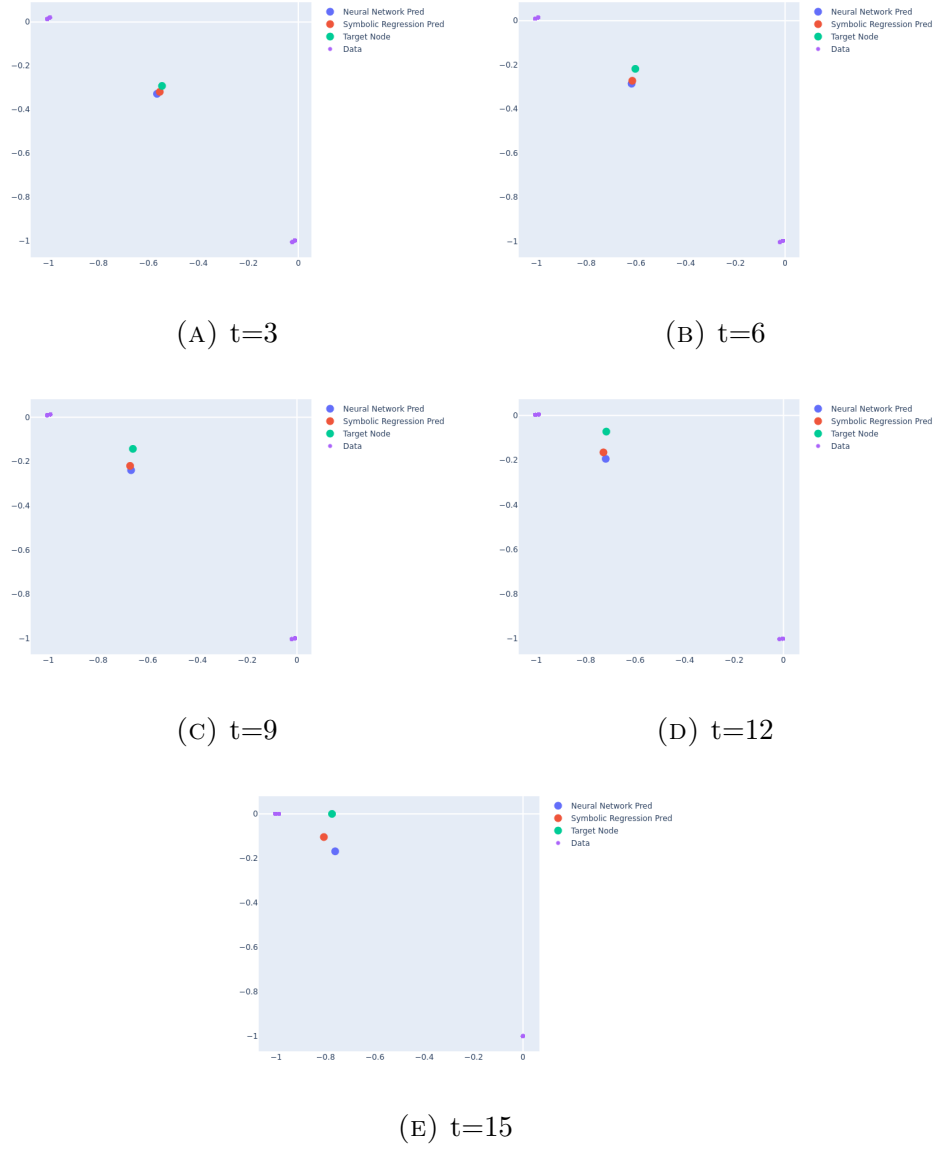 0
−0.2
−0.4
−0.6
−0.8
−1
−1 −0.8 −0.6 −0.4 −0.2 0
Neural Network Pred
Symbolic Regression Pred
Target Node
Data
(A) t=3
0
−0.2
−0.4
−0.6
−0.8
−1
−1 −0.8 −0.6 −0.4 −0.2 0
Neural Network Pred
Symbolic Regression Pred
Target Node
Data
(B) t=6
0
−0.2
−0.4
−0.6
−0.8
−1
−1 −0.8 −0.6 −0.4 −0.2 0
Neural Network Pred
Symbolic Regression Pred
Target Node
Data
(C) t=9
0
−0.2
−0.4
−0.6
−0.8
−1
−1 −0.8 −0.6 −0.4 −0.2 0
Neural Network Pred
Symbolic Regression Pred
Target Node
Data
(D) t=12
0
−0.2
−0.4
−0.6
−0.8
−1
−1 −0.8 −0.6 −0.4 −0.2 0
Neural Network Pred
Symbolic Regression Pred
Target Node
Data
(E) t=15